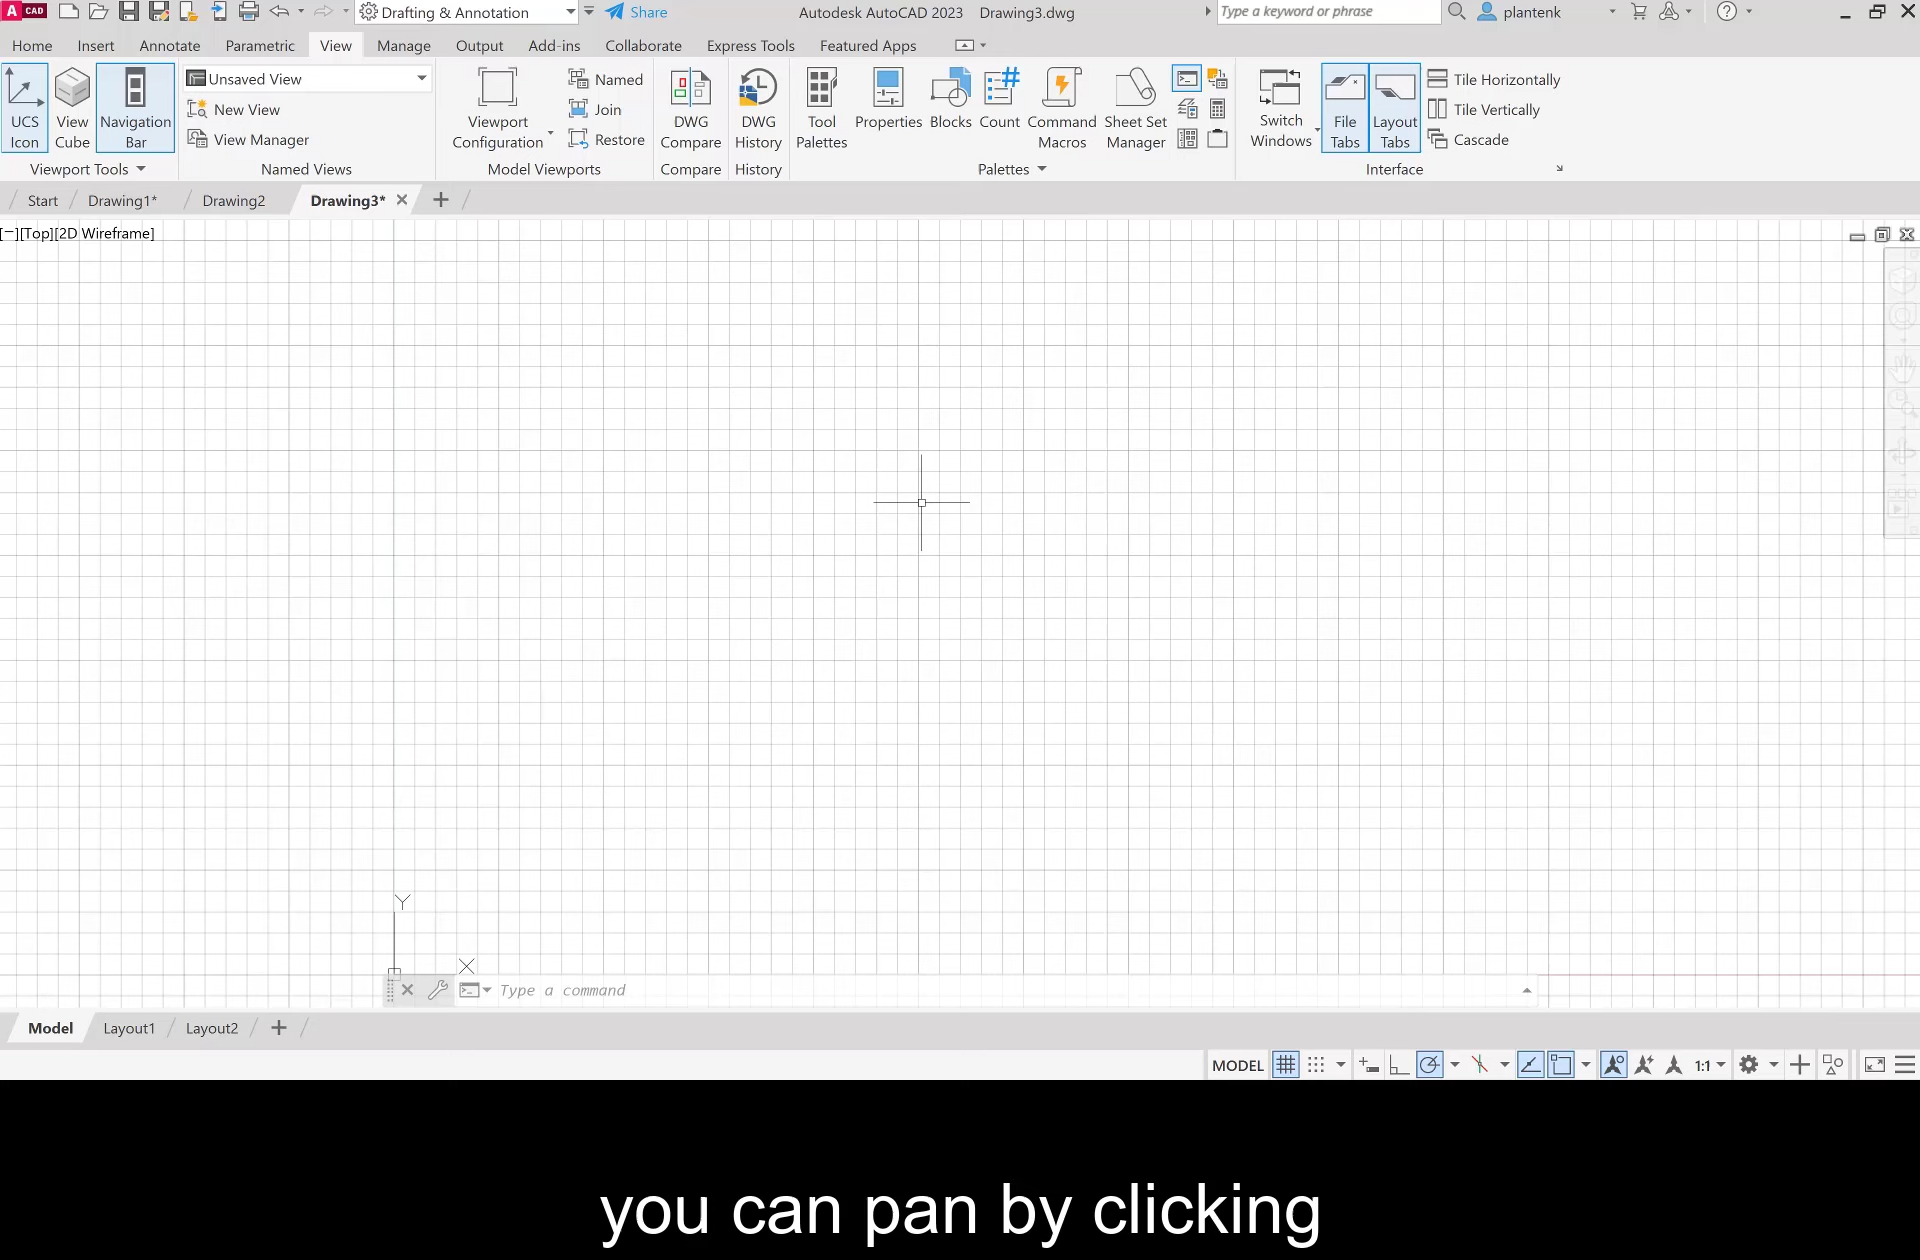 A CAD Drafting & Annotation Share Autodesk AutoCAD 2023 Drawing3.dwg Type a keyword or phrase plantenk
Home Insert Annotate Parametric View Manage Output Add-ins Collaborate Express Tools Featured Apps
UCS Icon
View Cube
Navigation Bar
Unsaved View
New View
View Manager
Viewport Configuration
Named
Join
Restore
DWG Compare
DWG History
Tool Palettes
Properties
Blocks
Count
Command Macros
Sheet Set Manager
Switch Windows
File Tabs
Layout Tabs
Tile Horizontally
Tile Vertically
Cascade
Viewport Tools Named Views Model Viewports Compare History Palettes Interface
Start Drawing1* Drawing2 Drawing3*
[−][Top][2D Wireframe]
Y
X
Type a command
Model Layout1 Layout2
MODEL 1:1
you can pan by clicking